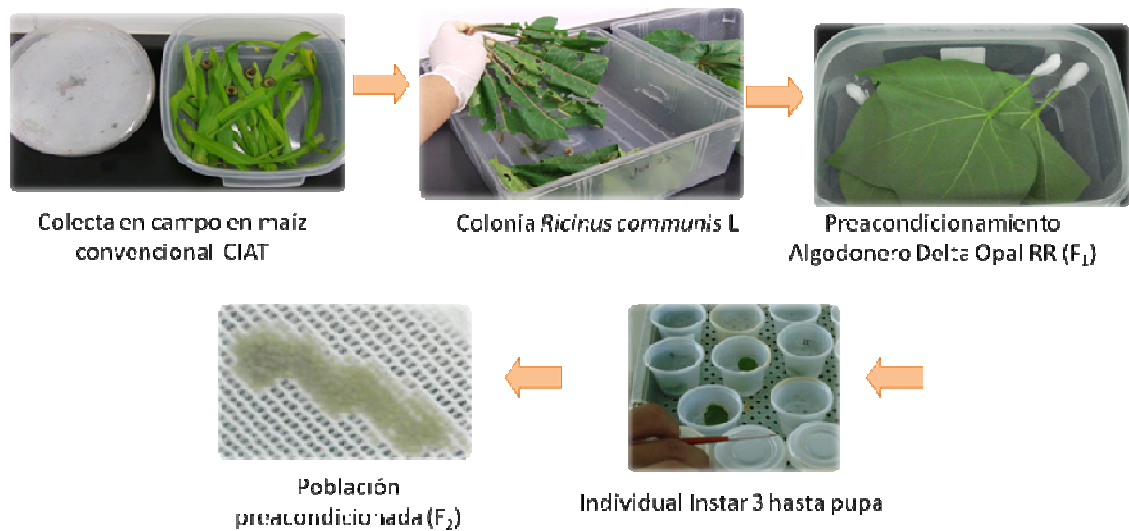 Colecta en campo en maíz
convencional CIAT
Colonia Ricinus communis L
Preacondicionamiento
Algodonero Delta Opal RR (F₁)
Individual Instar 3 hasta pupa
Población
preacondicionada (F₂)